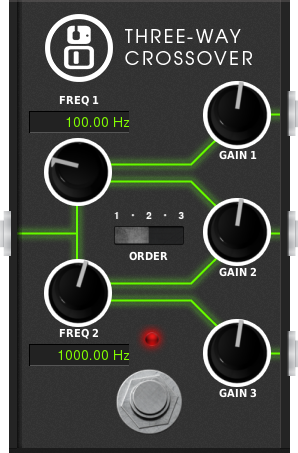 THREE-WAY
CROSSOVER
FREQ 1
100.00 Hz
GAIN 1
1 · 2 · 3
ORDER
GAIN 2
FREQ 2
1000.00 Hz
GAIN 3